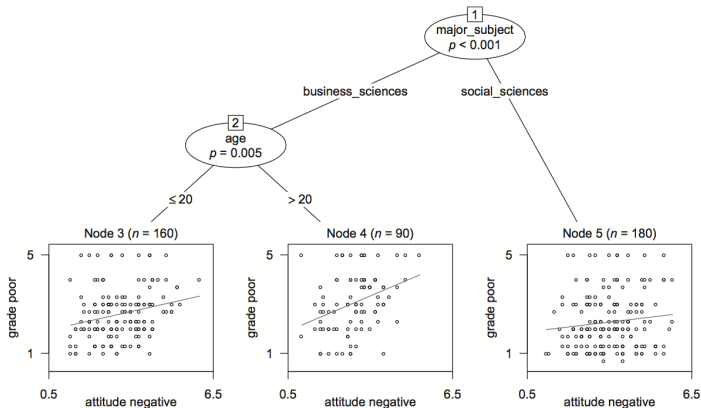 1
major_subject
p < 0.001
business_sciences
social_sciences
2
age
p = 0.005
≤ 20
> 20
Node 3 (n = 160)
5
1
grade poor
0.5
6.5
attitude negative
Node 4 (n = 90)
5
1
grade poor
0.5
6.5
attitude negative
Node 5 (n = 180)
5
1
grade poor
0.5
6.5
attitude negative